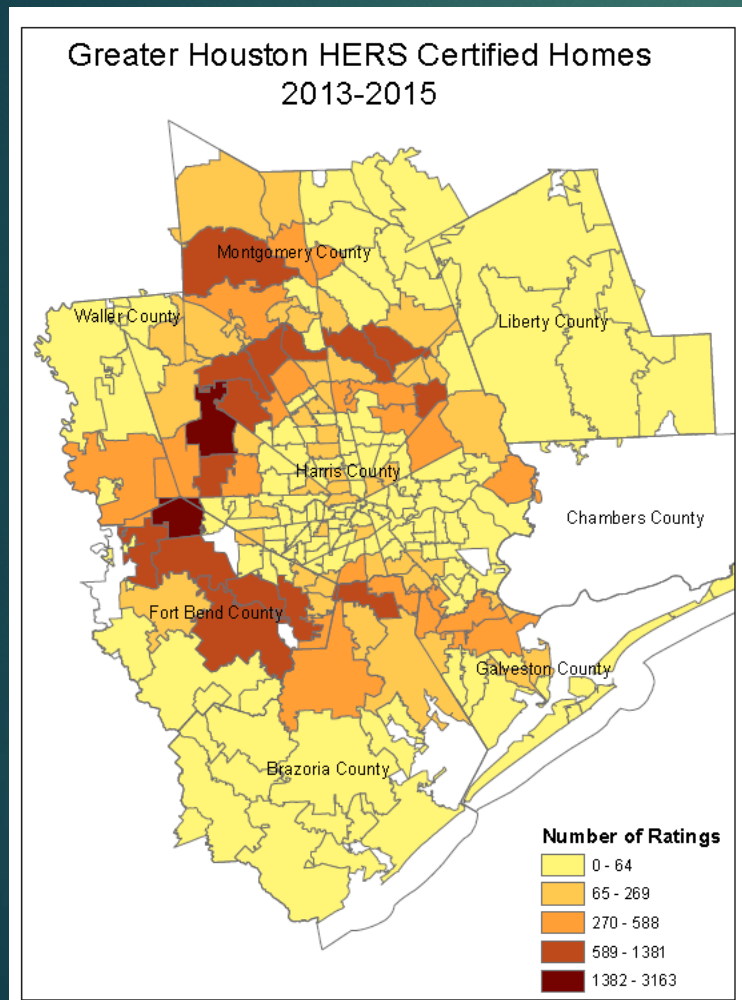 Greater Houston HERS Certified Homes
2013-2015
Montgomery County
Waller County
Liberty County
Harris County
Chambers County
Fort Bend County
Galveston County
Brazoria County
Number of Ratings
0 - 64
65 - 269
270 - 588
589 - 1381
1382 - 3163